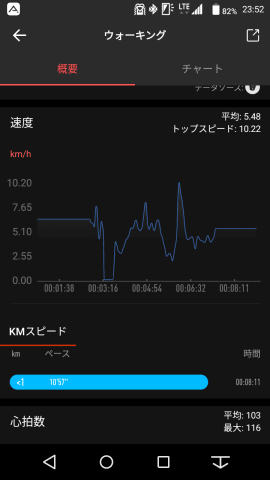 LTE 82% 23:52
ウォーキング
概要 チャート
データソース:
速度 平均: 5.48
トップスピード: 10.22
km/h
10.20
7.65
5.10
2.55
0.00
00:01:38 00:03:16 00:04:54 00:06:32 00:08:11
KMスピード
km ペース 時間
<1 10'57" 00:08:11
心拍数 平均: 103
最大: 116